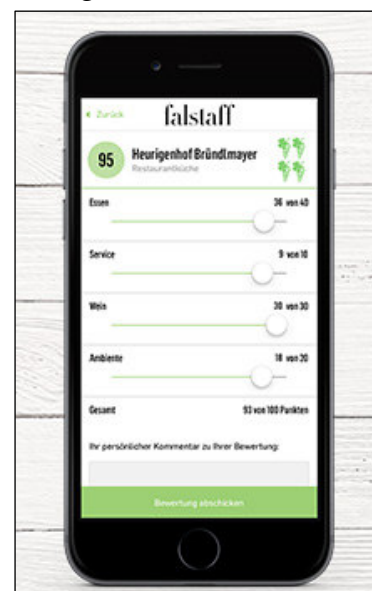 < Zurück
falstaff
95
Heurigenhof Bründlmayer
Restaurantküche
Essen
36 von 40
Service
9 von 10
Wein
30 von 30
Ambiente
18 von 20
Gesamt
93 von 100 Punkten
Ihr persönlicher Kommentar zu Ihrer Bewertung:
Bewertung abschicken